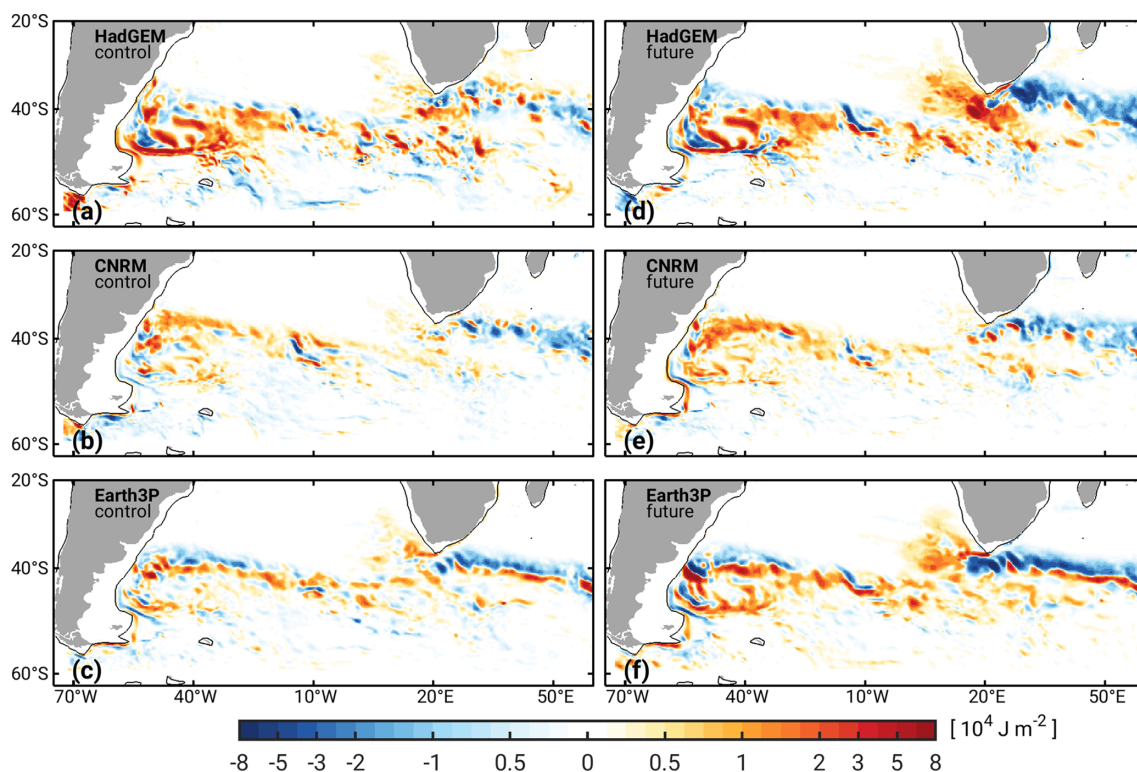 20°S
40°S
60°S
HadGEM
control
(a)
HadGEM
future
(d)
20°S
40°S
60°S
CNRM
control
(b)
CNRM
future
(e)
20°S
40°S
60°S
Earth3P
control
(c)
Earth3P
future
(f)
70°W 40°W 10°W 20°E 50°E
70°W 40°W 10°W 20°E 50°E
[ 10⁴ J m⁻² ]
-8 -5 -3 -2 -1 0.5 0 0.5 1 2 3 5 8